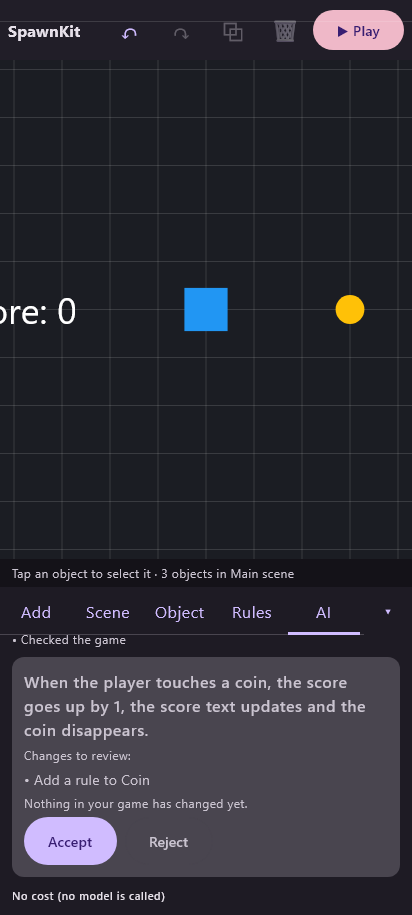 SpawnKit
▶ Play
ore: 0
Tap an object to select it · 3 objects in Main scene
Add Scene Object Rules AI ▾
• Checked the game
When the player touches a coin, the score
goes up by 1, the score text updates and the
coin disappears.
Changes to review:
• Add a rule to Coin
Nothing in your game has changed yet.
Accept Reject
No cost (no model is called)